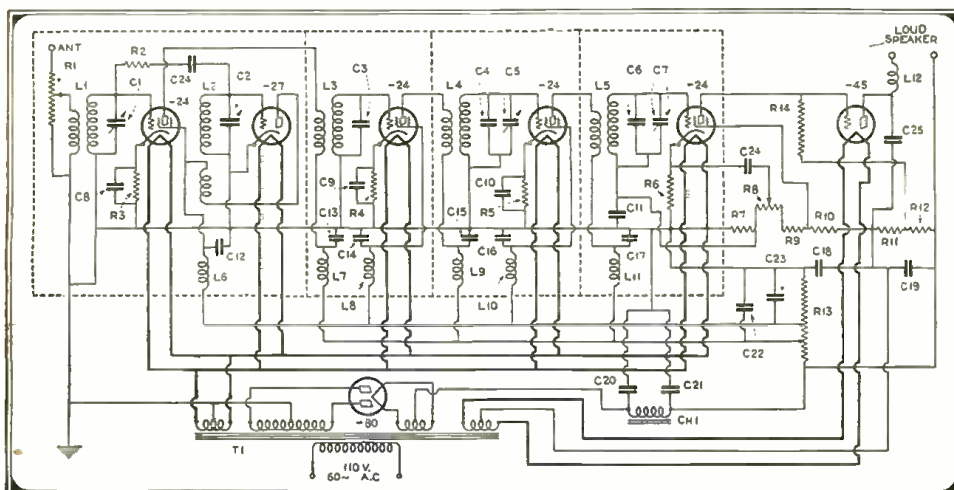 LOUD SPEAKER
ANT
R1
R2
L1
C1
C24
L2
C2
-24
-27
L3
C3
-24
L4
C4
C5
-24
L5
C6
C7
-24
-45
L12
R14
C25
C8
R3
C9
R4
C10
R5
R6
C24
R8
C11
C13
C14
C15
C16
C17
R7
R9
R10
R11
R12
C12
L6
L7
L8
L9
L10
L11
C18
C23
C19
R13
C22
C20
C21
CH1
-80
T1
110 V.
60~ A.C